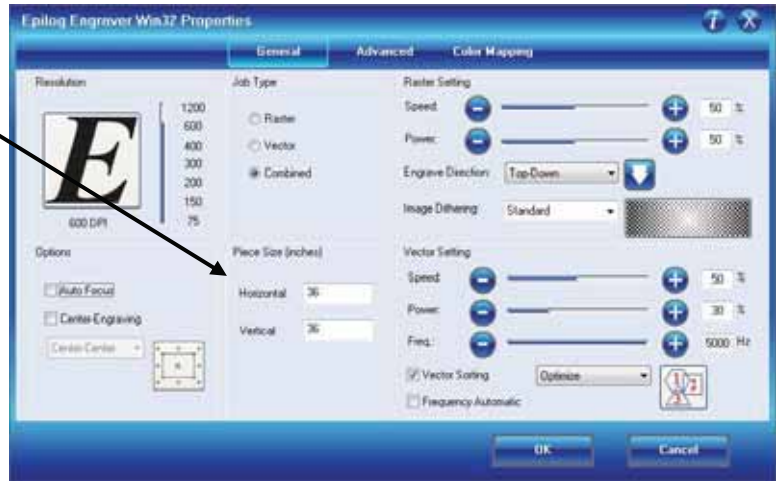 Epilog Engraver Win32 Properties
General Advanced Color Mapping
Resolution
E
1200
600
400
300
200
150
75
600 DPI
Job Type
Raster
Vector
Combined
Raster Setting
Speed: 50 %
Power: 50 %
Engrave Direction: Top-Down
Image Dithering: Standard
Options
Auto Focus
Center-Engraving
Center-Center
Piece Size (inches)
Horizontal 36
Vertical 36
Vector Setting
Speed: 50 %
Power: 30 %
Freq.: 5000 Hz
Vector Sorting Optimize
1
2
3
Frequency Automatic
OK Cancel